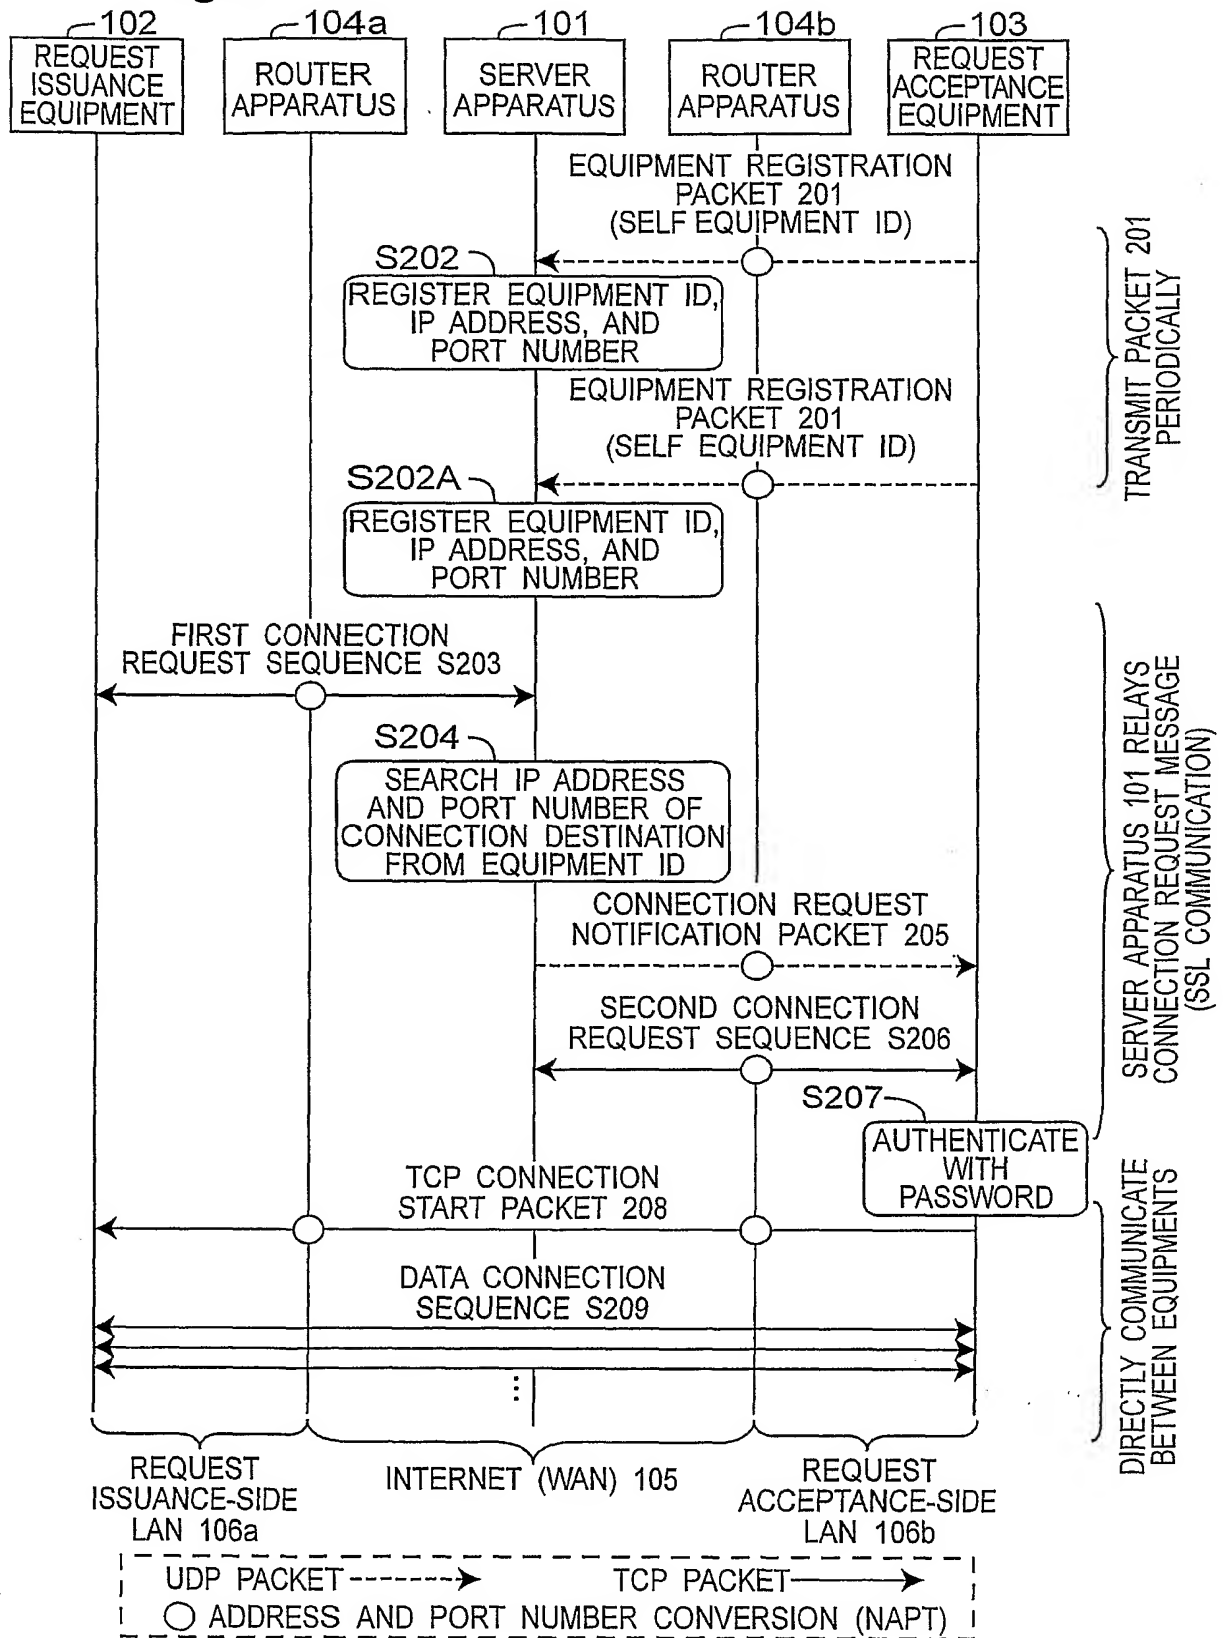 102
104a
101
104b
103
REQUEST
ISSUANCE
EQUIPMENT
ROUTER
APPARATUS
SERVER
APPARATUS
ROUTER
APPARATUS
REQUEST
ACCEPTANCE
EQUIPMENT
EQUIPMENT REGISTRATION
PACKET 201
(SELF EQUIPMENT ID)
S202
REGISTER EQUIPMENT ID,
IP ADDRESS, AND
PORT NUMBER
EQUIPMENT REGISTRATION
PACKET 201
(SELF EQUIPMENT ID)
TRANSMIT PACKET 201
PERIODICALLY
S202A
REGISTER EQUIPMENT ID,
IP ADDRESS, AND
PORT NUMBER
FIRST CONNECTION
REQUEST SEQUENCE S203
S204
SEARCH IP ADDRESS
AND PORT NUMBER OF
CONNECTION DESTINATION
FROM EQUIPMENT ID
CONNECTION REQUEST
NOTIFICATION PACKET 205
SECOND CONNECTION
REQUEST SEQUENCE S206
SERVER APPARATUS 101 RELAYS
CONNECTION REQUEST MESSAGE
(SSL COMMUNICATION)
S207
AUTHENTICATE
WITH
PASSWORD
TCP CONNECTION
START PACKET 208
DATA CONNECTION
SEQUENCE S209
DIRECTLY COMMUNICATE
BETWEEN EQUIPMENTS
REQUEST
ISSUANCE-SIDE
LAN 106a
INTERNET (WAN) 105
REQUEST
ACCEPTANCE-SIDE
LAN 106b
UDP PACKET
TCP PACKET
ADDRESS AND PORT NUMBER CONVERSION (NAPT)